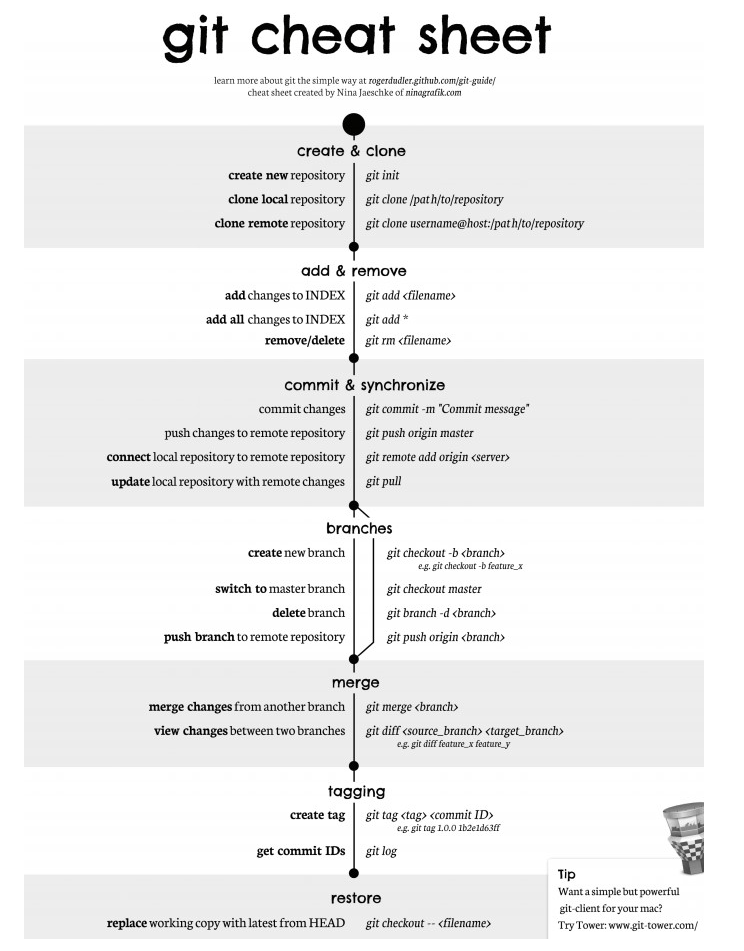 git cheat sheet
learn more about git the simple way at rogerdudler.github.com/git-guide/
cheat sheet created by Nina Jaeschke of ninagrafik.com
create & clone
create new repository git init
clone local repository git clone /path/to/repository
clone remote repository git clone username@host:/path/to/repository
add & remove
add changes to INDEX git add <filename>
add all changes to INDEX git add *
remove/delete git rm <filename>
commit & synchronize
commit changes git commit -m "Commit message"
push changes to remote repository git push origin master
connect local repository to remote repository git remote add origin <server>
update local repository with remote changes git pull
branches
create new branch git checkout -b <branch>
e.g. git checkout -b feature_x
switch to master branch git checkout master
delete branch git branch -d <branch>
push branch to remote repository git push origin <branch>
merge
merge changes from another branch git merge <branch>
view changes between two branches git diff <source_branch> <target_branch>
e.g. git diff feature_x feature_y
tagging
create tag git tag <tag> <commit ID>
e.g. git tag 1.0.0 1b2e1d63ff
get commit IDs git log
restore
replace working copy with latest from HEAD git checkout -- <filename>
Tip
Want a simple but powerful
git-client for your mac?
Try Tower: www.git-tower.com/